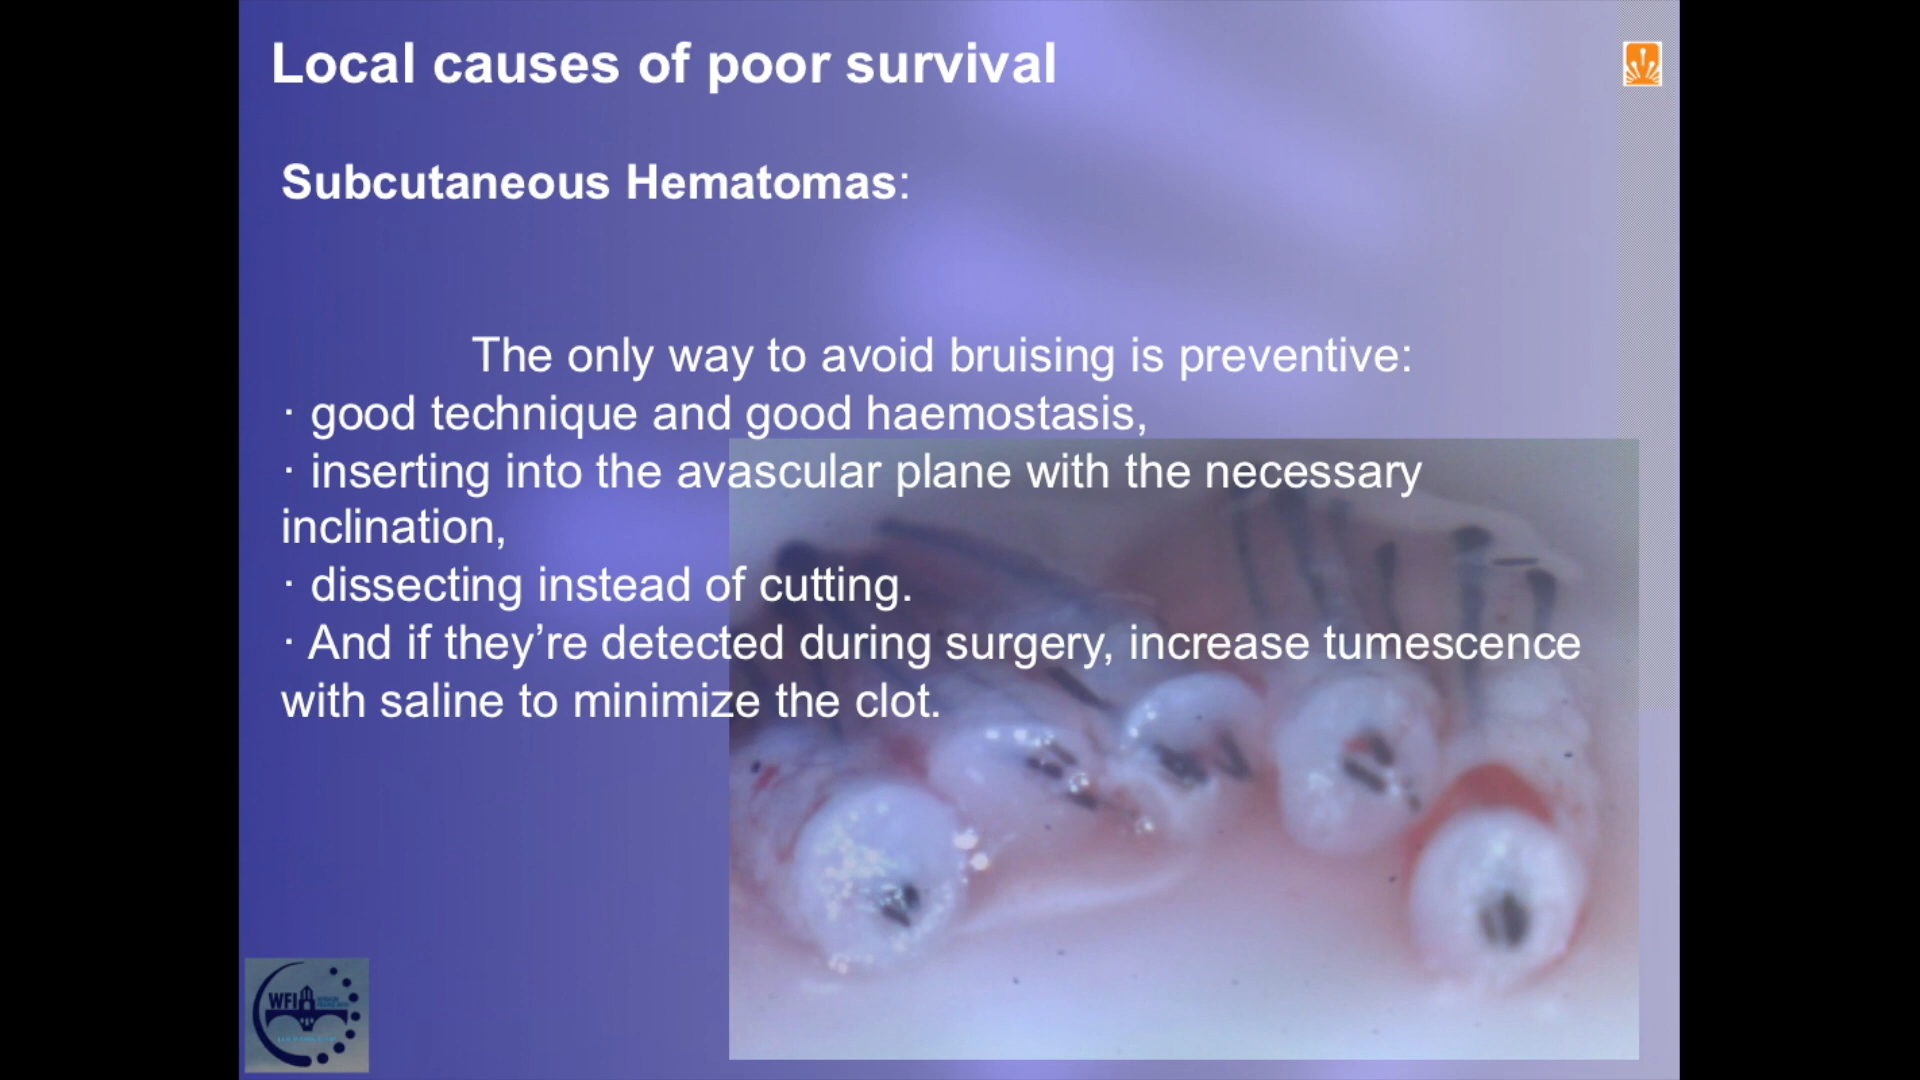 Local causes of poor survival
Subcutaneous Hematomas:
The only way to avoid bruising is preventive:
· good technique and good haemostasis,
· inserting into the avascular plane with the necessary
inclination,
· dissecting instead of cutting.
· And if they’re detected during surgery, increase tumescence
with saline to minimize the clot.
WFI